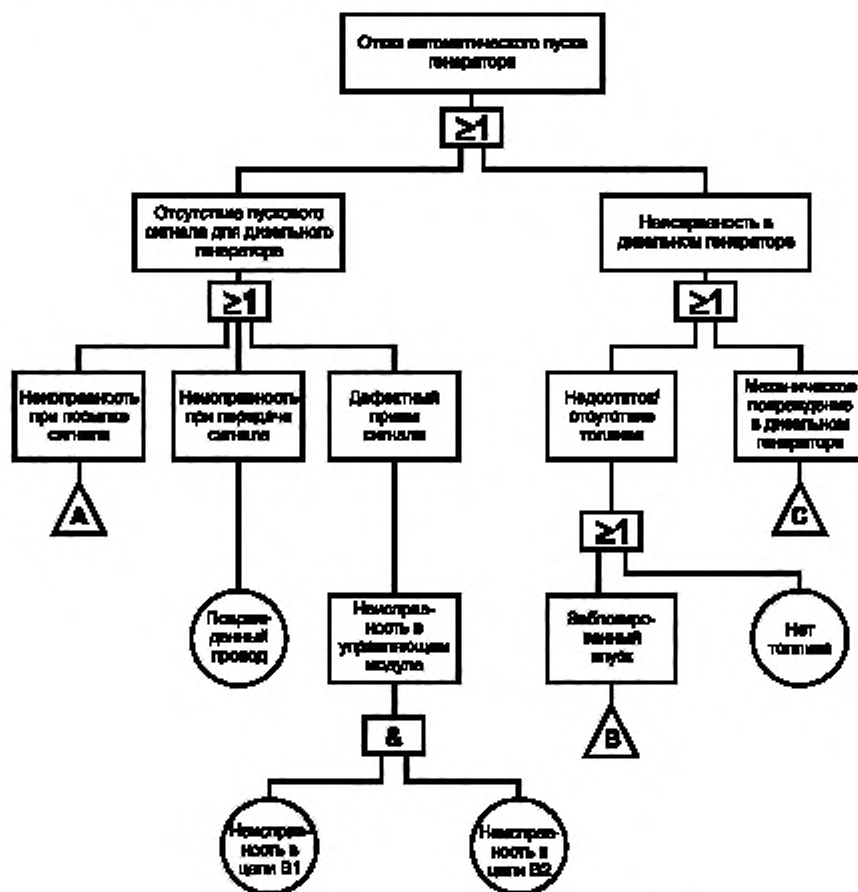 Отказ автоматического пуска
генератора
≥1
Отсутствие пускового
сигнала для дизельного
генератора
Неисправность в
дизельном генераторе
≥1
≥1
Неисправность
при посылке
сигнала
Неисправность
при передаче
сигнала
Дефектный
прием
сигнала
Недостаток/
отсутствие
топлива
Механическое
повреждение
в дизельном
генераторе
A
C
≥1
Повреж-
денный
провод
Неисправ-
ность в
управляющем
модуле
Заблокиро-
ванный
впуск
Нет
топлива
&
B
Неисправ-
ность в
цепи B1
Неисправ-
ность в
цепи B2